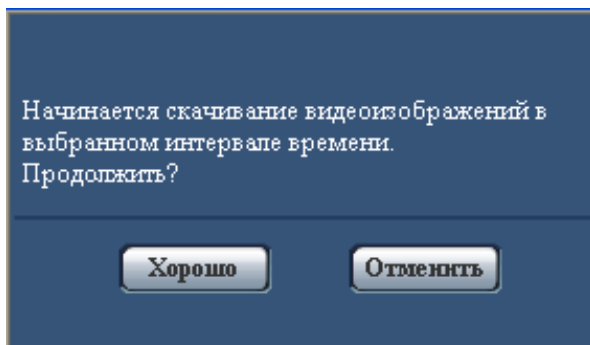 Начинается скачивание видеоизображений в
выбранном интервале времени.
Продолжить?
Хорошо Отменить